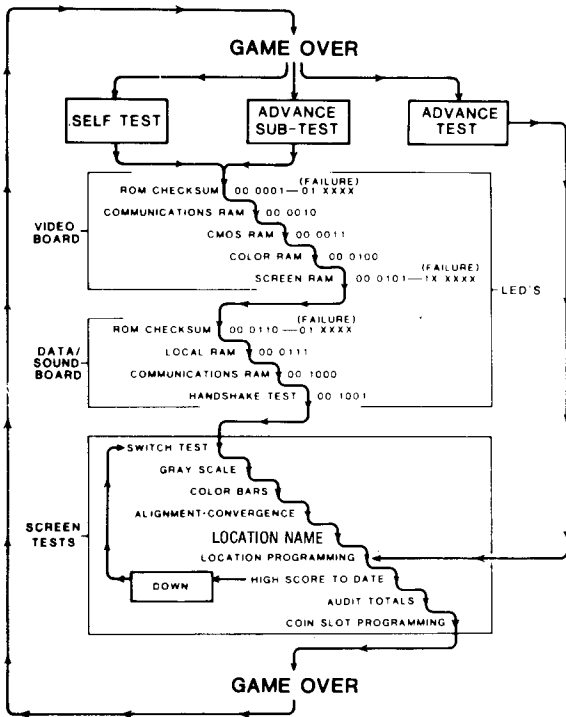 GAME OVER
SELF TEST
ADVANCE
SUB-TEST
ADVANCE
TEST
VIDEO
BOARD
(FAILURE)
ROM CHECKSUM 00 0001—01 XXXX
COMMUNICATIONS RAM 00 0010
CMOS RAM 00 0011
COLOR RAM 00 0100
(FAILURE)
SCREEN RAM 00 0101—1X XXXX
LED'S
DATA/
SOUND
BOARD
(FAILURE)
ROM CHECKSUM 00 0110—01 XXXX
LOCAL RAM 00 0111
COMMUNICATIONS RAM 00 1000
HANDSHAKE TEST 00 1001
SCREEN
TESTS
SWITCH TEST
GRAY SCALE
COLOR BARS
ALIGNMENT-CONVERGENCE
LOCATION NAME
LOCATION PROGRAMMING
HIGH SCORE TO DATE
DOWN
AUDIT TOTALS
COIN SLOT PROGRAMMING
GAME OVER